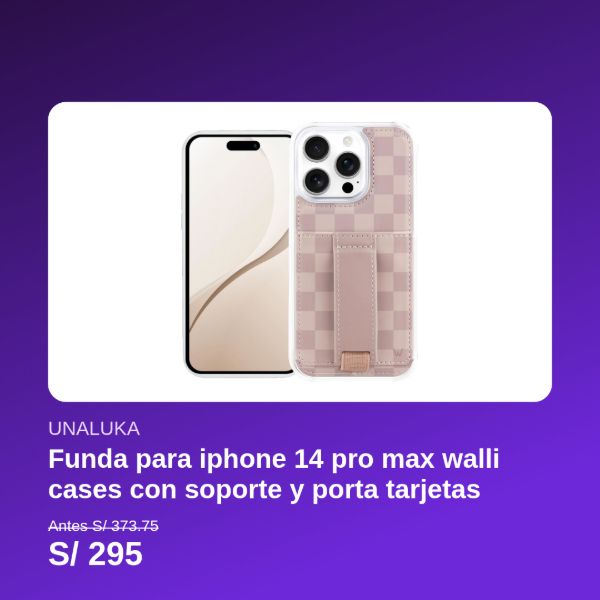 UNALUKA
Funda para iphone 14 pro max walli
cases con soporte y porta tarjetas
Antes S/ 373.75
S/ 295